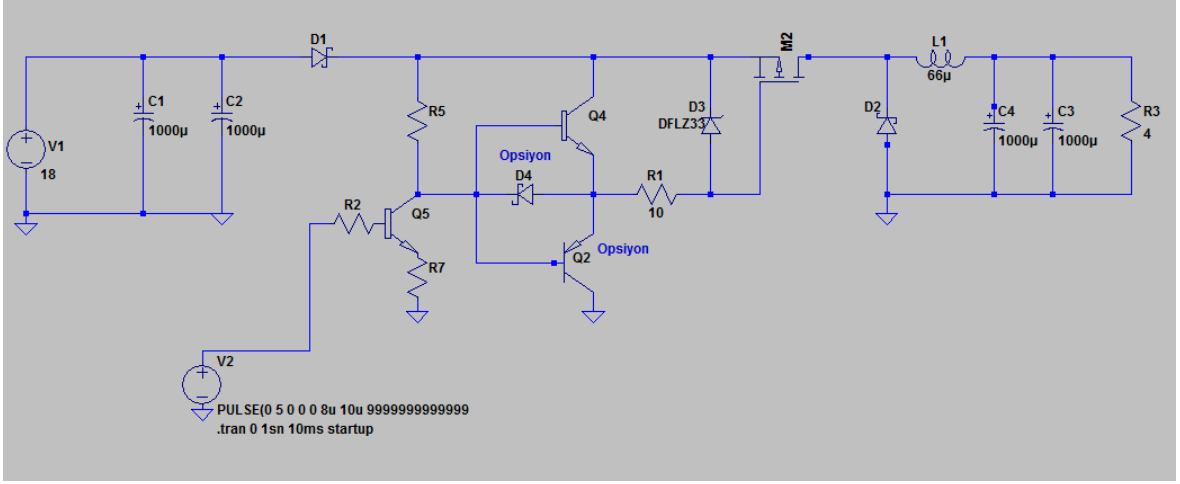 D1
M2
L1
66µ
C1
1000µ
C2
1000µ
R5
Q4
D3
DFLZ33
D2
C4
1000µ
C3
1000µ
R3
4
V1
18
Opsiyon
D4
R1
10
R2
Q5
Opsiyon
Q2
R7
V2
PULSE(0 5 0 0 0 8u 10u 9999999999999
.tran 0 1sn 10ms startup